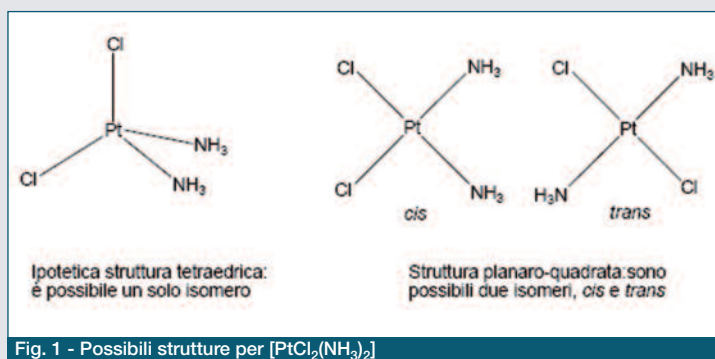 Cl
Pt
Cl
NH₃
NH₃
Cl
NH₃
Pt
Cl
NH₃
cis
Cl
NH₃
Pt
H₃N
Cl
trans
Ipotetica struttura tetraedrica:
è possibile un solo isomero
Struttura planaro-quadrata:sono
possibili due isomeri, cis e trans
Fig. 1 - Possibili strutture per [PtCl₂(NH₃)₂]